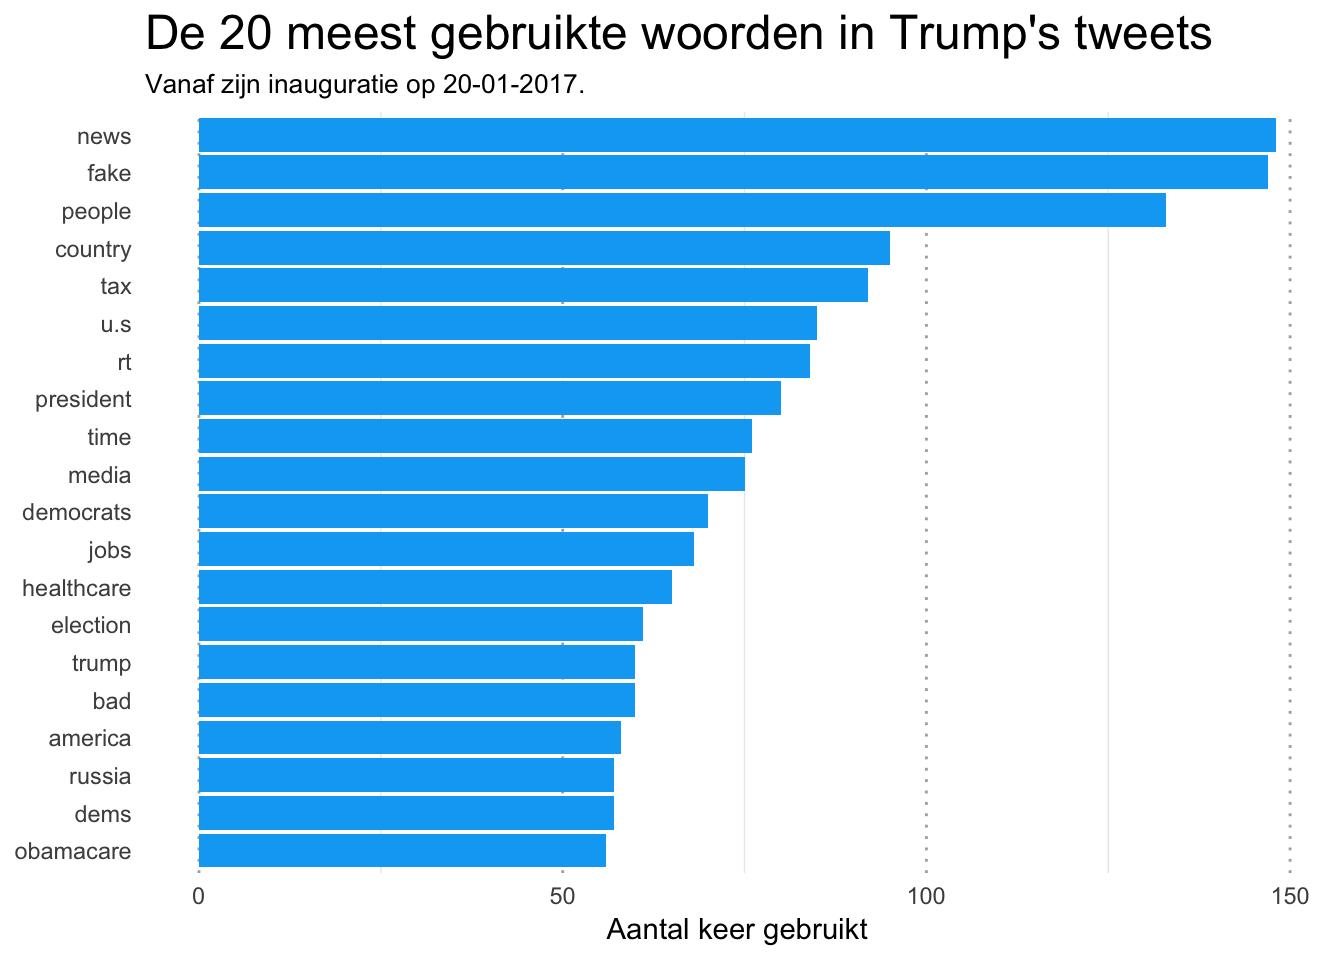 De 20 meest gebruikte woorden in Trump's tweets
Vanaf zijn inauguratie op 20-01-2017.
news
fake
people
country
tax
u.s
rt
president
time
media
democrats
jobs
healthcare
election
trump
bad
america
russia
dems
obamacare
0 50 100 150
Aantal keer gebruikt